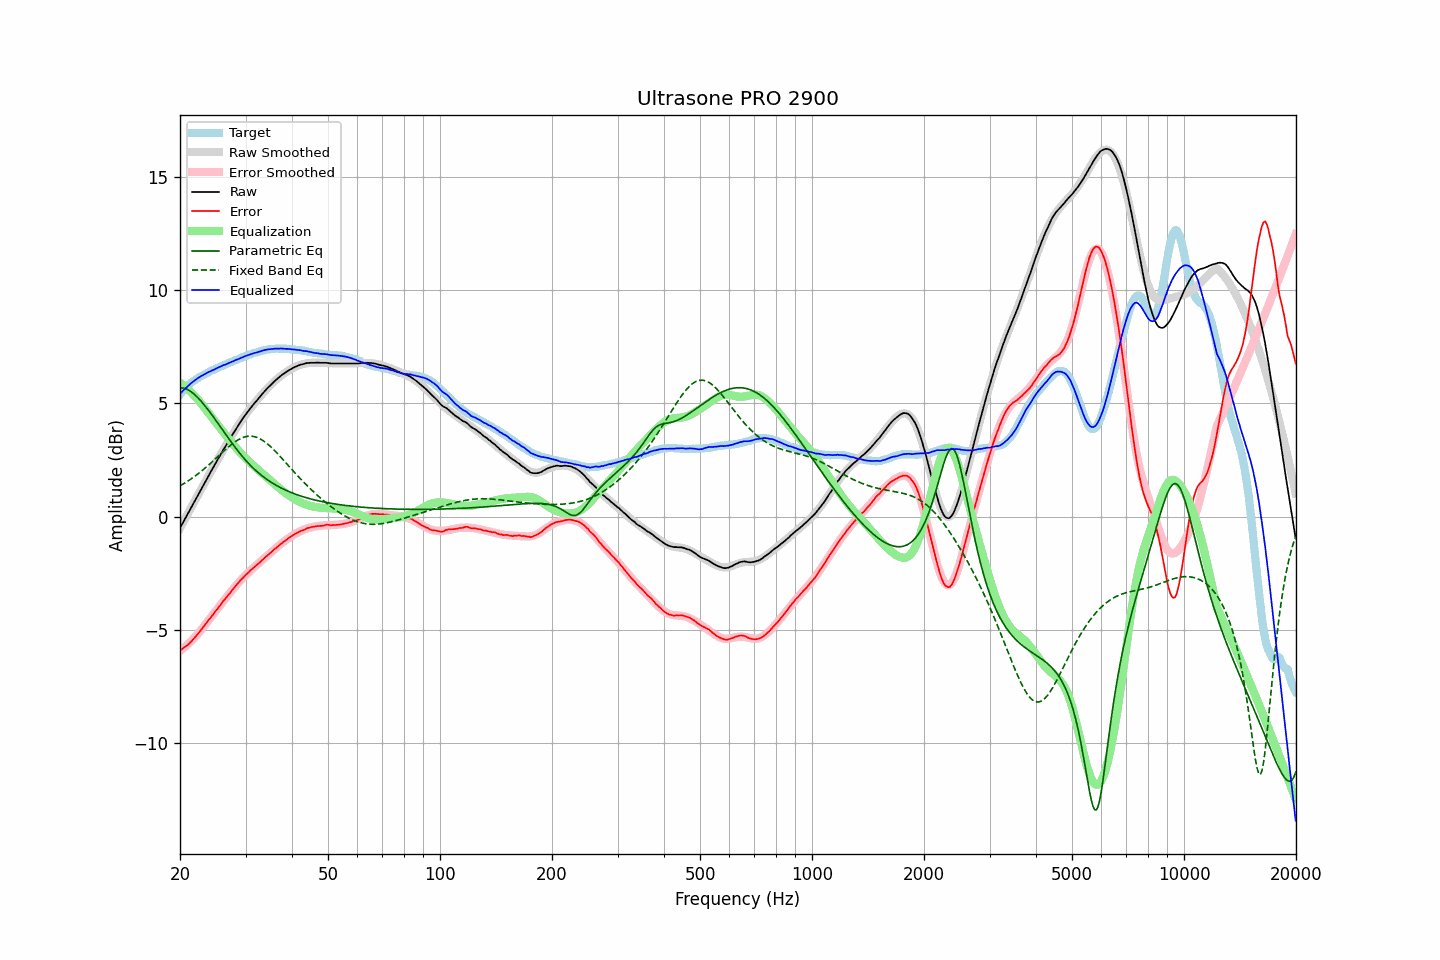 Ultrasone PRO 2900
Target
Raw Smoothed
Error Smoothed
Raw
Error
Equalization
Parametric Eq
Fixed Band Eq
Equalized
Amplitude (dBr)
15
10
5
0
−5
−10
20
50
100
200
500
1000
2000
5000
10000
20000
Frequency (Hz)